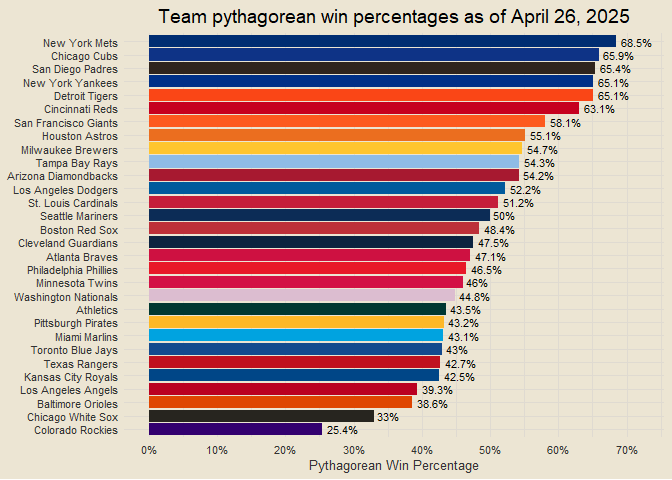 Team pythagorean win percentages as of April 26, 2025
New York Mets 68.5%
Chicago Cubs 65.9%
San Diego Padres 65.4%
New York Yankees 65.1%
Detroit Tigers 65.1%
Cincinnati Reds 63.1%
San Francisco Giants 58.1%
Houston Astros 55.1%
Milwaukee Brewers 54.7%
Tampa Bay Rays 54.3%
Arizona Diamondbacks 54.2%
Los Angeles Dodgers 52.2%
St. Louis Cardinals 51.2%
Seattle Mariners 50%
Boston Red Sox 48.4%
Cleveland Guardians 47.5%
Atlanta Braves 47.1%
Philadelphia Phillies 46.5%
Minnesota Twins 46%
Washington Nationals 44.8%
Athletics 43.5%
Pittsburgh Pirates 43.2%
Miami Marlins 43.1%
Toronto Blue Jays 43%
Texas Rangers 42.7%
Kansas City Royals 42.5%
Los Angeles Angels 39.3%
Baltimore Orioles 38.6%
Chicago White Sox 33%
Colorado Rockies 25.4%
0% 10% 20% 30% 40% 50% 60% 70%
Pythagorean Win Percentage